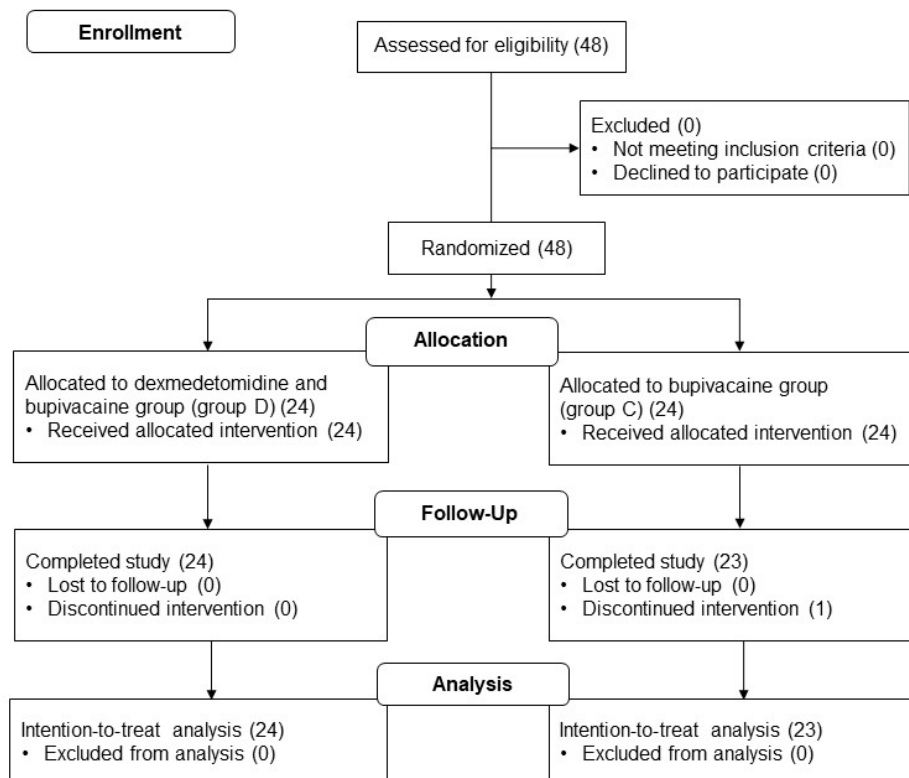 Enrollment
Assessed for eligibility (48)
Excluded (0)
• Not meeting inclusion criteria (0)
• Declined to participate (0)
Randomized (48)
Allocation
Allocated to dexmedetomidine and
bupivacaine group (group D) (24)
• Received allocated intervention (24)
Allocated to bupivacaine group
(group C) (24)
• Received allocated intervention (24)
Follow-Up
Completed study (24)
• Lost to follow-up (0)
• Discontinued intervention (0)
Completed study (23)
• Lost to follow-up (0)
• Discontinued intervention (1)
Analysis
Intention-to-treat analysis (24)
• Excluded from analysis (0)
Intention-to-treat analysis (23)
• Excluded from analysis (0)